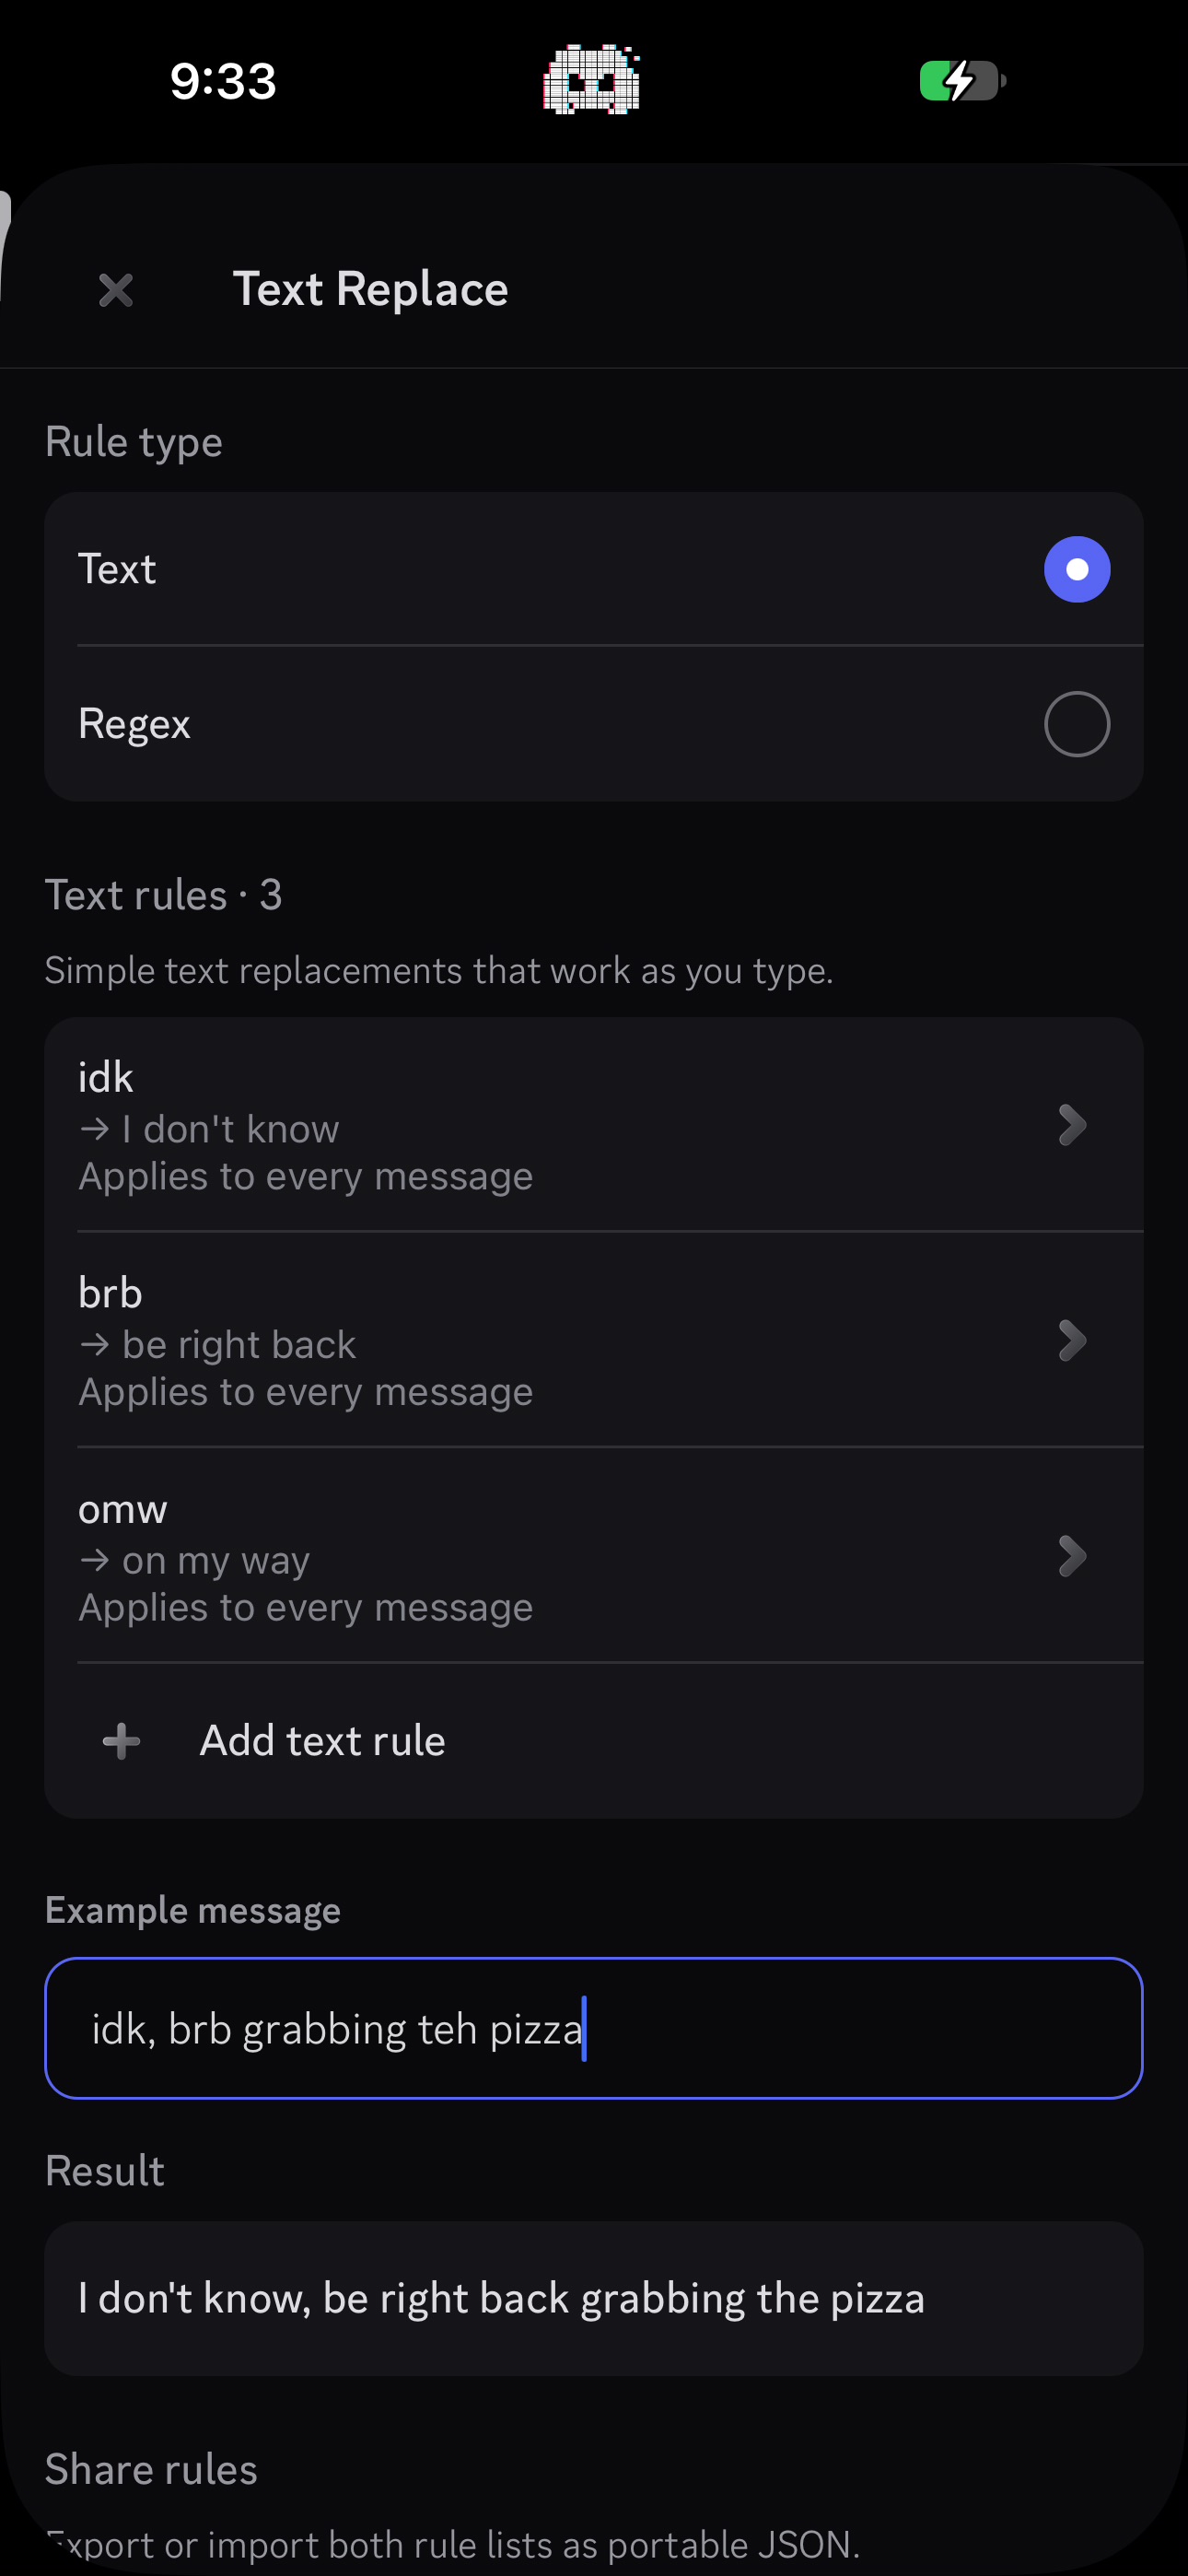 9:33
Text Replace
Rule type
Text
Regex
Text rules · 3
Simple text replacements that work as you type.
idk
→ I don't know
Applies to every message
brb
→ be right back
Applies to every message
omw
→ on my way
Applies to every message
Add text rule
Example message
idk, brb grabbing teh pizza
Result
I don't know, be right back grabbing the pizza
Share rules
Export or import both rule lists as portable JSON.